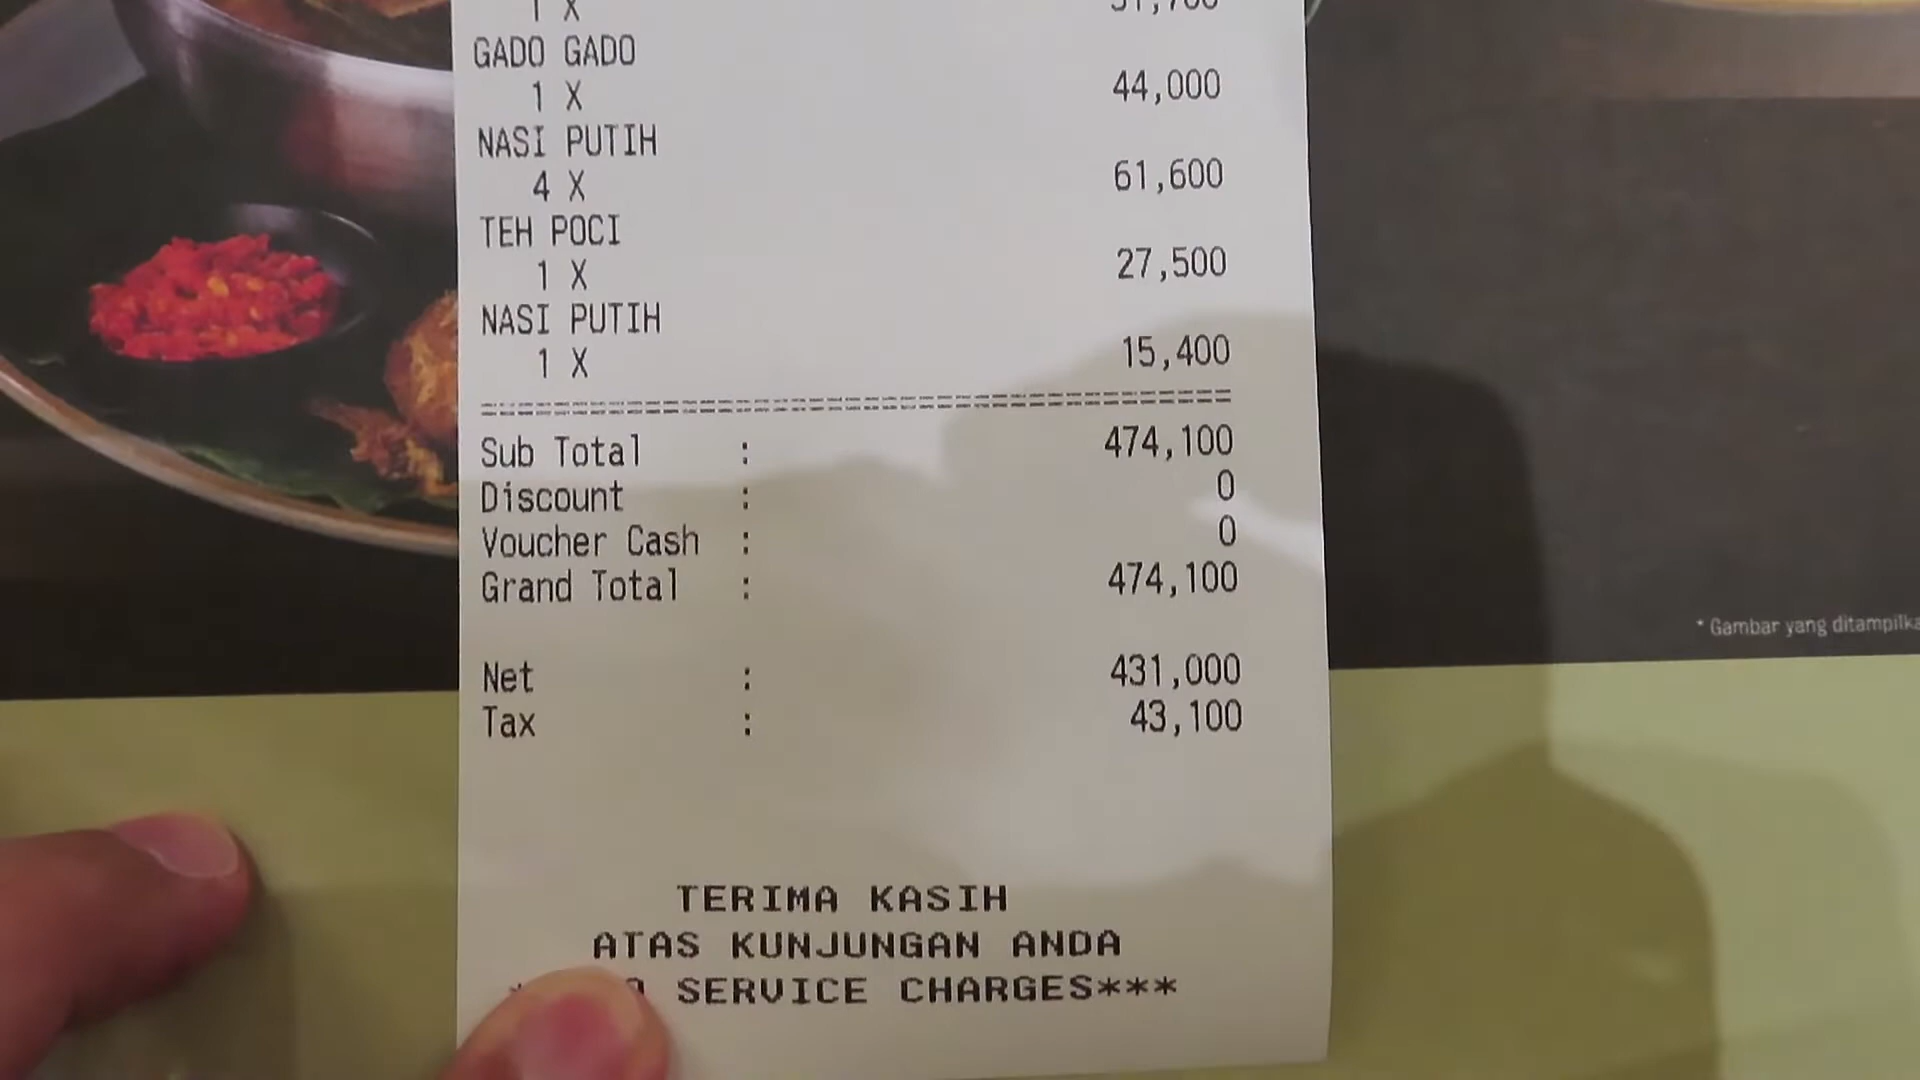 1 X
GADO GADO
1 X 44,000
NASI PUTIH
4 X 61,600
TEH POCI
1 X 27,500
NASI PUTIH
1 X 15,400
Sub Total : 474,100
Discount : 0
Voucher Cash : 0
Grand Total : 474,100
Net : 431,000
Tax : 43,100
TERIMA KASIH
ATAS KUNJUNGAN ANDA
SERVICE CHARGES***
* Gambar yang